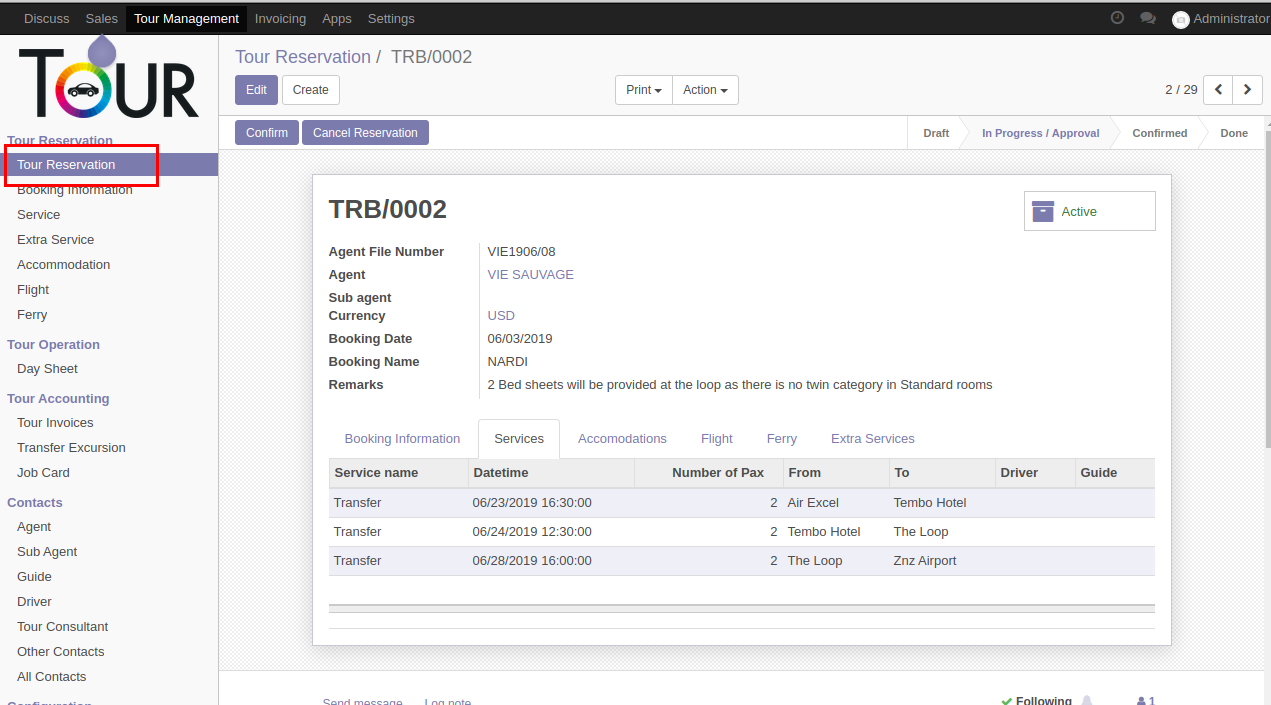 Discuss Sales Tour Management Invoicing Apps Settings Administrator
TOUR
Tour Reservation / TRB/0002
Edit Create Print Action 2 / 29
Confirm Cancel Reservation Draft In Progress / Approval Confirmed Done
Tour Reservation
Tour Reservation
Booking Information
Service
Extra Service
Accommodation
Flight
Ferry
Tour Operation
Day Sheet
Tour Accounting
Tour Invoices
Transfer Excursion
Job Card
Contacts
Agent
Sub Agent
Guide
Driver
Tour Consultant
Other Contacts
All Contacts
Configuration
TRB/0002
Active
Agent File Number VIE1906/08
Agent VIE SAUVAGE
Sub agent
Currency USD
Booking Date 06/03/2019
Booking Name NARDI
Remarks 2 Bed sheets will be provided at the loop as there is no twin category in Standard rooms
Booking Information Services Accomodations Flight Ferry Extra Services
Service name Datetime Number of Pax From To Driver Guide
Transfer 06/23/2019 16:30:00 2 Air Excel Tembo Hotel
Transfer 06/24/2019 12:30:00 2 Tembo Hotel The Loop
Transfer 06/28/2019 16:00:00 2 The Loop Znz Airport
Send message Log note Following 1